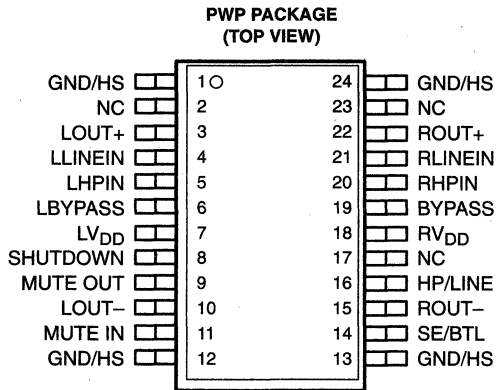 PWP PACKAGE
(TOP VIEW)
GND/HS 1 24 GND/HS
NC 2 23 NC
LOUT+ 3 22 ROUT+
LLINEIN 4 21 RLINEIN
LHPIN 5 20 RHPIN
LBYPASS 6 19 BYPASS
LVDD 7 18 RVDD
SHUTDOWN 8 17 NC
MUTE OUT 9 16 HP/LINE
LOUT– 10 15 ROUT–
MUTE IN 11 14 SE/BTL
GND/HS 12 13 GND/HS